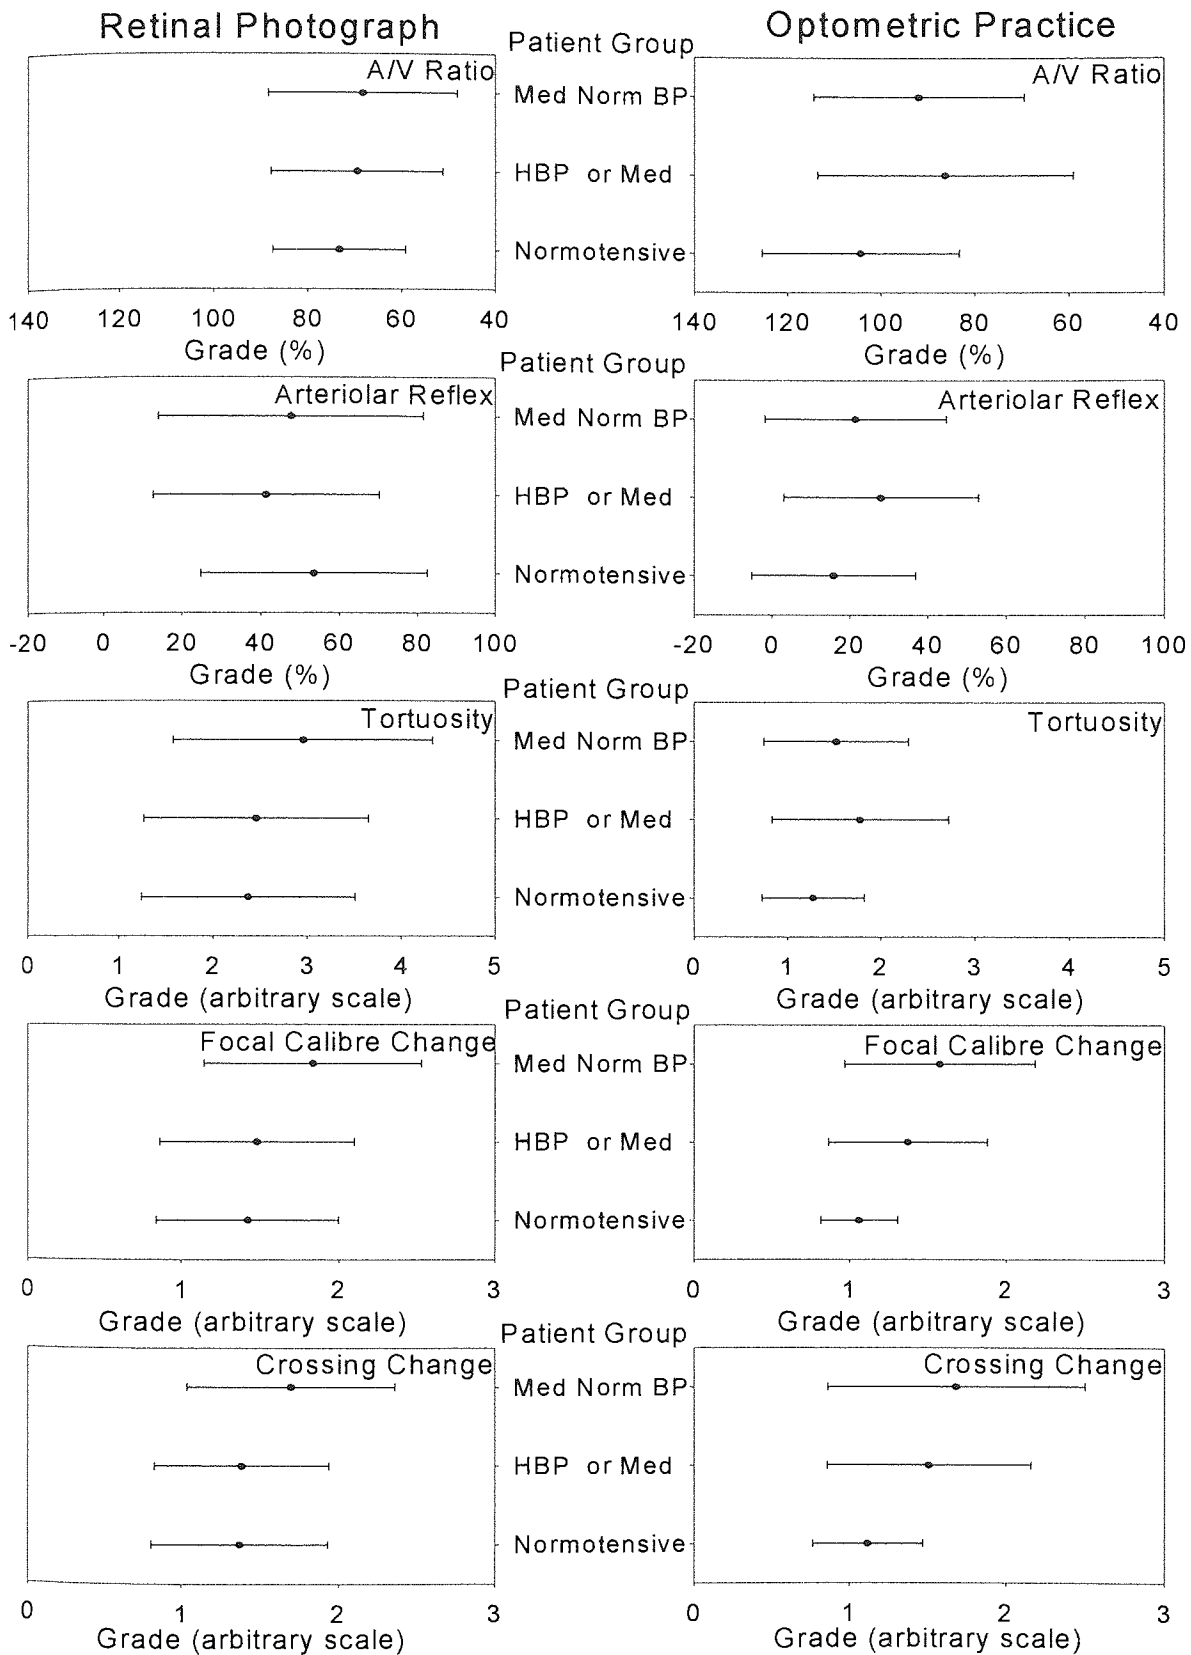 Retinal Photograph
Patient Group
Optometric Practice
A/V Ratio
Med Norm BP
A/V Ratio
HBP or Med
Normotensive
140 120 100 80 60 40
140 120 100 80 60 40
Grade (%)
Grade (%)
Patient Group
Arteriolar Reflex
Med Norm BP
Arteriolar Reflex
HBP or Med
Normotensive
-20 0 20 40 60 80 100
-20 0 20 40 60 80 100
Grade (%)
Grade (%)
Patient Group
Tortuosity
Med Norm BP
Tortuosity
HBP or Med
Normotensive
0 1 2 3 4 5
0 1 2 3 4 5
Grade (arbitrary scale)
Grade (arbitrary scale)
Patient Group
Focal Calibre Change
Med Norm BP
Focal Calibre Change
HBP or Med
Normotensive
0 1 2 3
0 1 2 3
Grade (arbitrary scale)
Grade (arbitrary scale)
Patient Group
Crossing Change
Med Norm BP
Crossing Change
HBP or Med
Normotensive
0 1 2 3
0 1 2 3
Grade (arbitrary scale)
Grade (arbitrary scale)